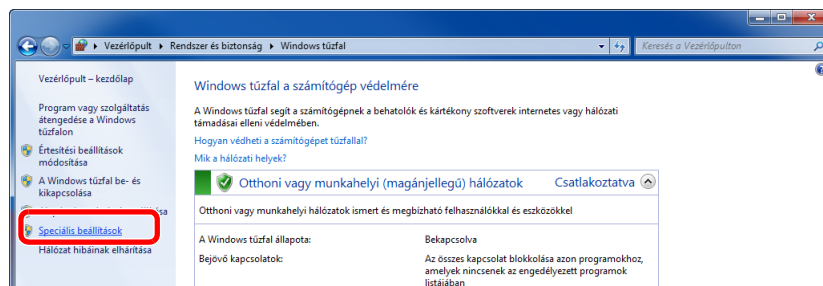 Vezérlőpult ▸ Rendszer és biztonság ▸ Windows tűzfal
Keresés a Vezérlőpulton
Vezérlőpult – kezdőlap
Program vagy szolgáltatás
átengedése a Windows
tűzfalon
Értesítési beállítások
módosítása
A Windows tűzfal be- és
kikapcsolása
Speciális beállítások
Hálózat hibáinak elhárítása
Windows tűzfal a számítógép védelmére
A Windows tűzfal segít a számítógépnek a behatolók és kártékony szoftverek internetes vagy hálózati
támadásai elleni védelmében.
Hogyan védheti a számítógépet tűzfallal?
Mik a hálózati helyek?
Otthoni vagy munkahelyi (magánjellegű) hálózatok Csatlakoztatva
Otthoni vagy munkahelyi hálózatok ismert és megbízható felhasználókkal és eszközökkel
A Windows tűzfal állapota: Bekapcsolva
Bejövő kapcsolatok: Az összes kapcsolat blokkolása azon programokhoz,
amelyek nincsenek az engedélyezett programok
listájában